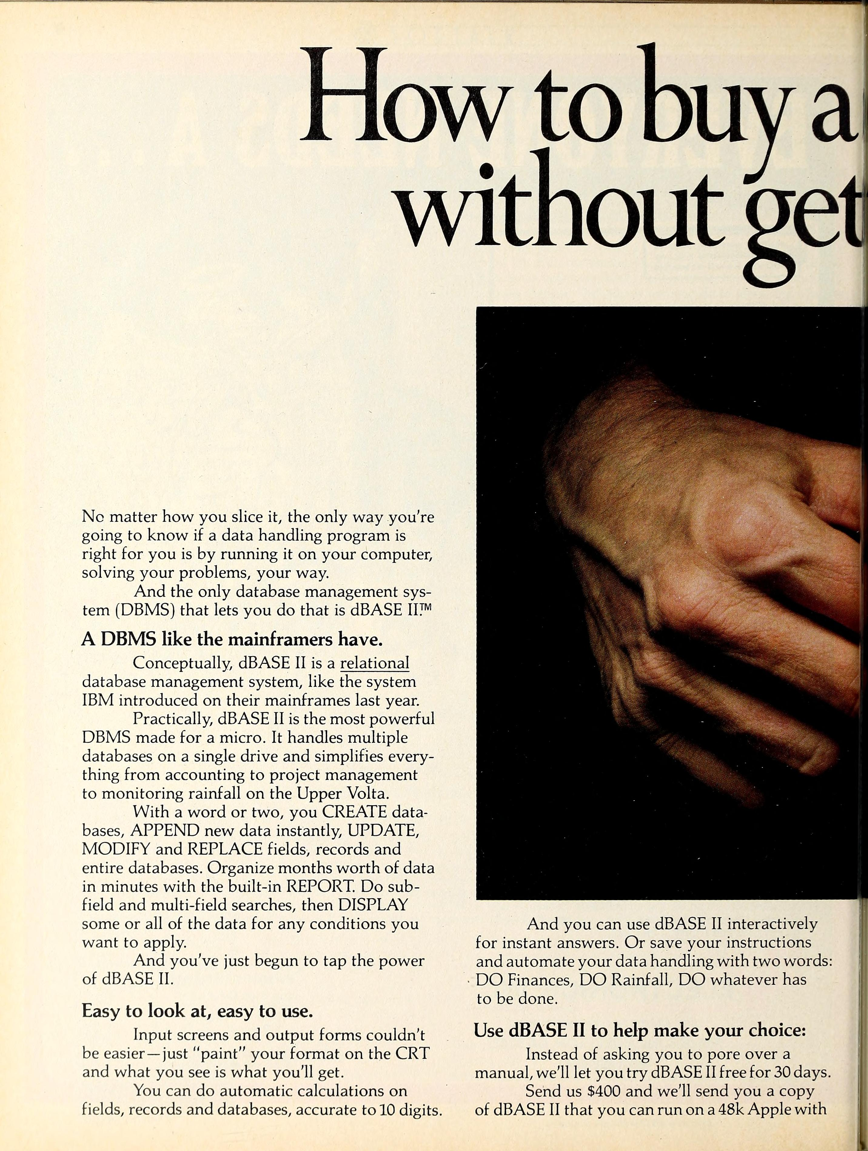 How to buy a
without get
No matter how you slice it, the only way you're
going to know if a data handling program is
right for you is by running it on your computer,
solving your problems, your way.
And the only database management sys-
tem (DBMS) that lets you do that is dBASE II.™
A DBMS like the mainframers have.
Conceptually, dBASE II is a relational
database management system, like the system
IBM introduced on their mainframes last year.
Practically, dBASE II is the most powerful
DBMS made for a micro. It handles multiple
databases on a single drive and simplifies every-
thing from accounting to project management
to monitoring rainfall on the Upper Volta.
With a word or two, you CREATE data-
bases, APPEND new data instantly, UPDATE,
MODIFY and REPLACE fields, records and
entire databases. Organize months worth of data
in minutes with the built-in REPORT. Do sub-
field and multi-field searches, then DISPLAY
some or all of the data for any conditions you
want to apply.
And you've just begun to tap the power
of dBASE II.
Easy to look at, easy to use.
Input screens and output forms couldn't
be easier—just "paint" your format on the CRT
and what you see is what you'll get.
You can do automatic calculations on
fields, records and databases, accurate to 10 digits.
And you can use dBASE II interactively
for instant answers. Or save your instructions
and automate your data handling with two words:
DO Finances, DO Rainfall, DO whatever has
to be done.
Use dBASE II to help make your choice:
Instead of asking you to pore over a
manual, we'll let you try dBASE II free for 30 days.
Send us $400 and we'll send you a copy
of dBASE II that you can run on a 48k Apple with